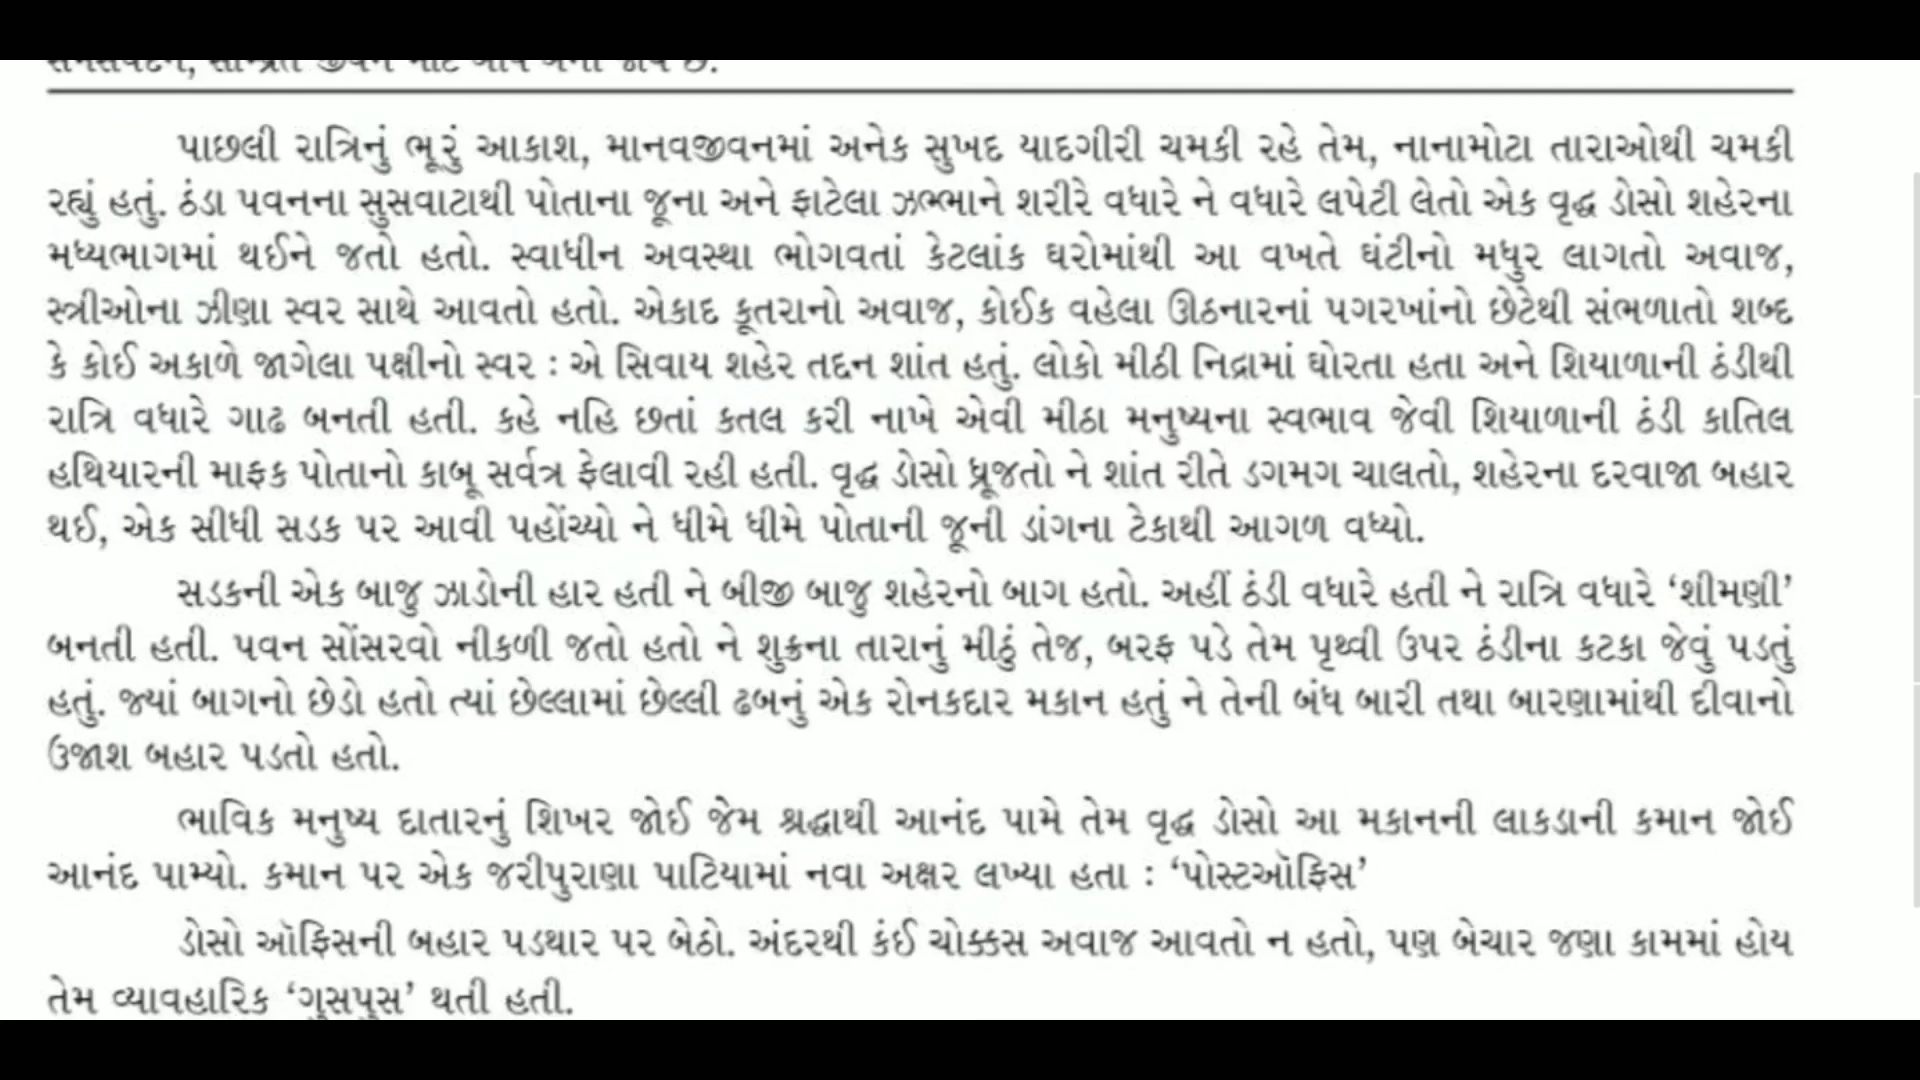 પાછલી રાત્રિનું ભૂરું આકાશ, માનવજીવનમાં અનેક સુખદ યાદગીરી ચમકી રહે તેમ, નાનામોટા તારાઓથી ચમકી
રહ્યું હતું. ઠંડા પવનના સુસવાટાથી પોતાના જૂના અને ફાટેલા ઝભ્ભાને શરીરે વધારે ને વધારે લપેટી લેતો એક વૃદ્ધ ડોસો શહેરના
મધ્યભાગમાં થઈને જતો હતો. સ્વાધીન અવસ્થા ભોગવતાં કેટલાંક ઘરોમાંથી આ વખતે ઘંટીનો મધુર લાગતો અવાજ,
સ્ત્રીઓના ઝીણા સ્વર સાથે આવતો હતો. એકાદ કૂતરાનો અવાજ, કોઈક વહેલા ઊઠનારનાં પગરખાંનો છેટેથી સંભળાતો શબ્દ
કે કોઈ અકાળે જાગેલા પક્ષીનો સ્વર : એ સિવાય શહેર તદ્દન શાંત હતું. લોકો મીઠી નિદ્રામાં ઘોરતા હતા અને શિયાળાની ઠંડીથી
રાત્રિ વધારે ગાઢ બનતી હતી. કહે નહિ છતાં કતલ કરી નાખે એવી મીઠા મનુષ્યના સ્વભાવ જેવી શિયાળાની ઠંડી કાતિલ
હથિયારની માફક પોતાનો કાબૂ સર્વત્ર ફેલાવી રહી હતી. વૃદ્ધ ડોસો ધ્રૂજતો ને શાંત રીતે ડગમગ ચાલતો, શહેરના દરવાજા બહાર
થઈ, એક સીધી સડક પર આવી પહોંચ્યો ને ધીમે ધીમે પોતાની જૂની ડાંગના ટેકાથી આગળ વધ્યો.
સડકની એક બાજુ ઝાડોની હાર હતી ને બીજી બાજુ શહેરનો બાગ હતો. અહીં ઠંડી વધારે હતી ને રાત્રિ વધારે ‘શીમણી’
બનતી હતી. પવન સોંસરવો નીકળી જતો હતો ને શુક્રના તારાનું મીઠું તેજ, બરફ પડે તેમ પૃથ્વી ઉપર ઠંડીના કટકા જેવું પડતું
હતું. જ્યાં બાગનો છેડો હતો ત્યાં છેલ્લામાં છેલ્લી ઢબનું એક રોનકદાર મકાન હતું ને તેની બંધ બારી તથા બારણામાંથી દીવાનો
ઉજાશ બહાર પડતો હતો.
ભાવિક મનુષ્ય દાતારનું શિખર જોઈ જેમ શ્રદ્ધાથી આનંદ પામે તેમ વૃદ્ધ ડોસો આ મકાનની લાકડાની કમાન જોઈ
આનંદ પામ્યો. કમાન પર એક જરીપુરાણા પાટિયામાં નવા અક્ષર લખ્યા હતા : ‘પોસ્ટઑફિસ’
ડોસો ઑફિસની બહાર પડથાર પર બેઠો. અંદરથી કંઈ ચોક્કસ અવાજ આવતો ન હતો, પણ બેચાર જણા કામમાં હોય
તેમ વ્યાવહારિક ‘ગુસપુસ’ થતી હતી.